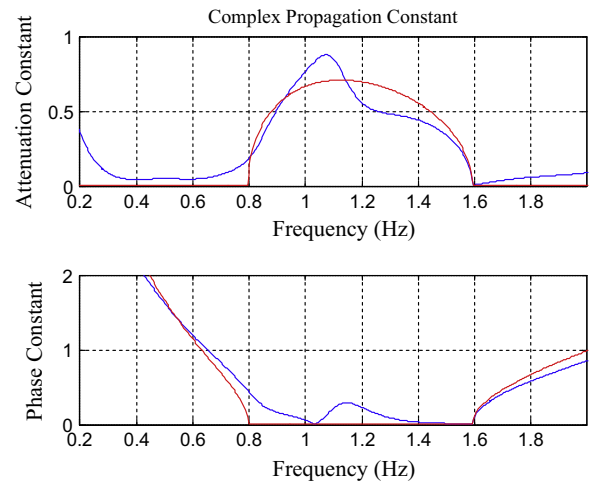 Complex Propagation Constant
Attenuation Constant
1
0.5
0
0.2 0.4 0.6 0.8 1 1.2 1.4 1.6 1.8
Frequency (Hz)
Phase Constant
2
1
0
0.2 0.4 0.6 0.8 1 1.2 1.4 1.6 1.8
Frequency (Hz)